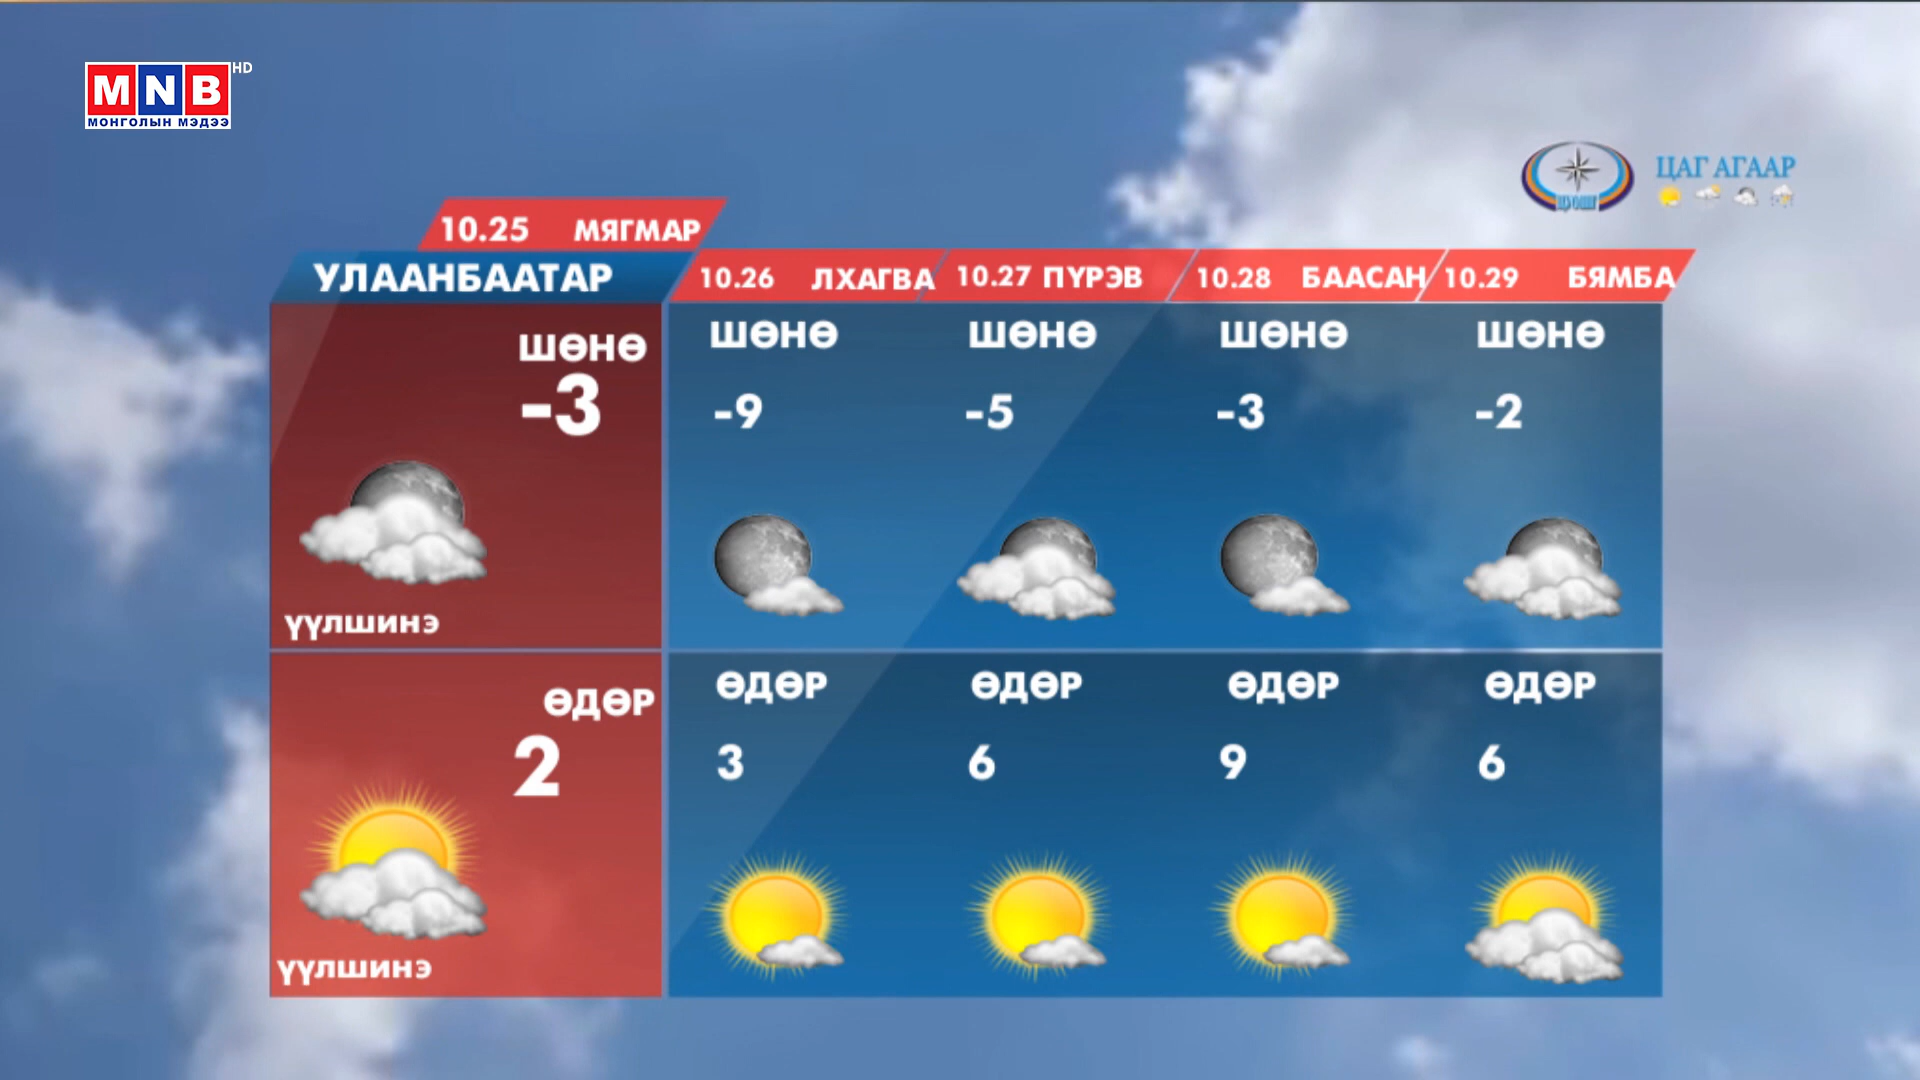 MNB HD
МОНГОЛЫН МЭДЭЭ
ЦАГ АГААР
10.25 МЯГМАР
УЛААНБААТАР
10.26 ЛХАГВА
10.27 ПҮРЭВ
10.28 БААСАН
10.29 БЯМБА
ШӨНӨ
-3
үүлшинэ
ШӨНӨ
-9
ШӨНӨ
-5
ШӨНӨ
-3
ШӨНӨ
-2
ӨДӨР
2
үүлшинэ
ӨДӨР
3
ӨДӨР
6
ӨДӨР
9
ӨДӨР
6